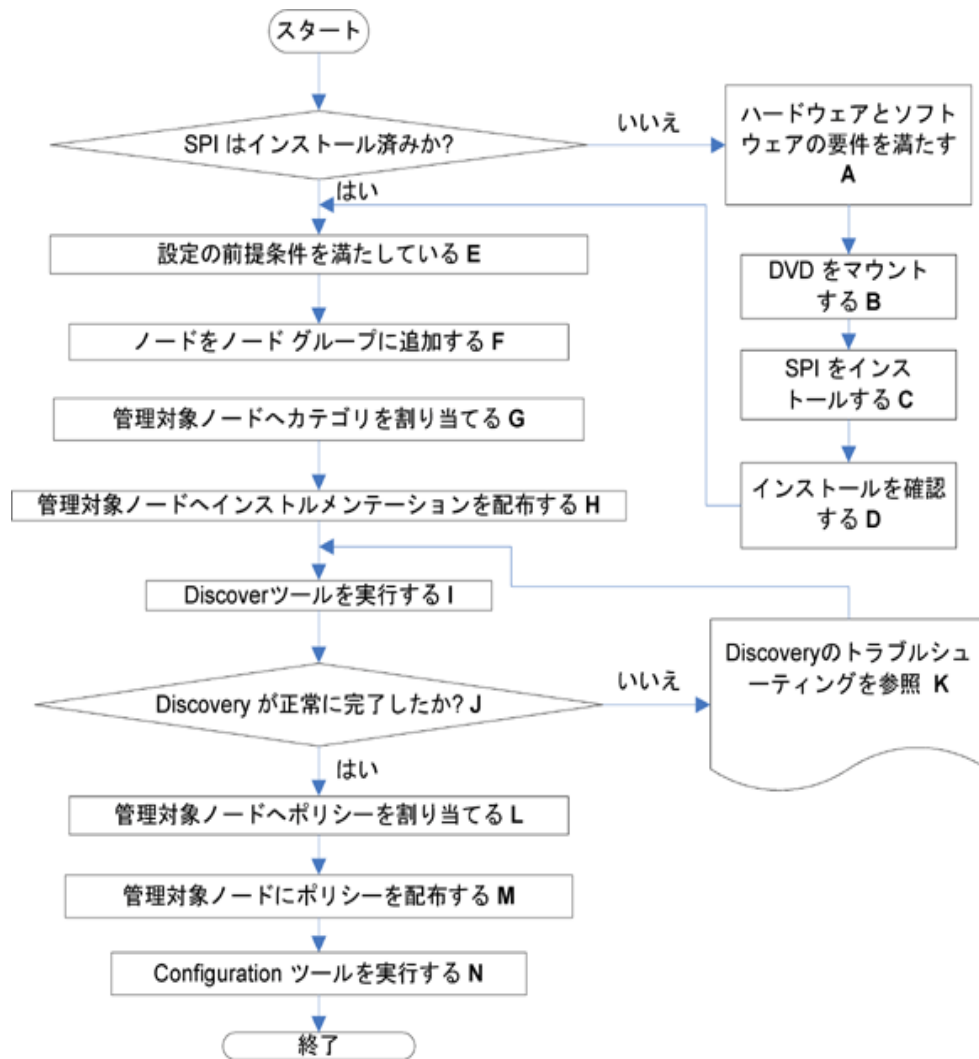 スタート
SPI はインストール済みか?
いいえ
ハードウェアとソフト
ウェアの要件を満たす
A
はい
DVD をマウント
する B
SPI をインス
トールする C
インストールを確認
する D
設定の前提条件を満たしている E
ノードをノード グループに追加する F
管理対象ノードへカテゴリを割り当てる G
管理対象ノードへインストルメンテーションを配布する H
Discoverツールを実行する I
Discovery が正常に完了したか? J
いいえ
Discoveryのトラブルシュ
ーティングを参照 K
はい
管理対象ノードへポリシーを割り当てる L
管理対象ノードにポリシーを配布する M
Configuration ツールを実行する N
終了